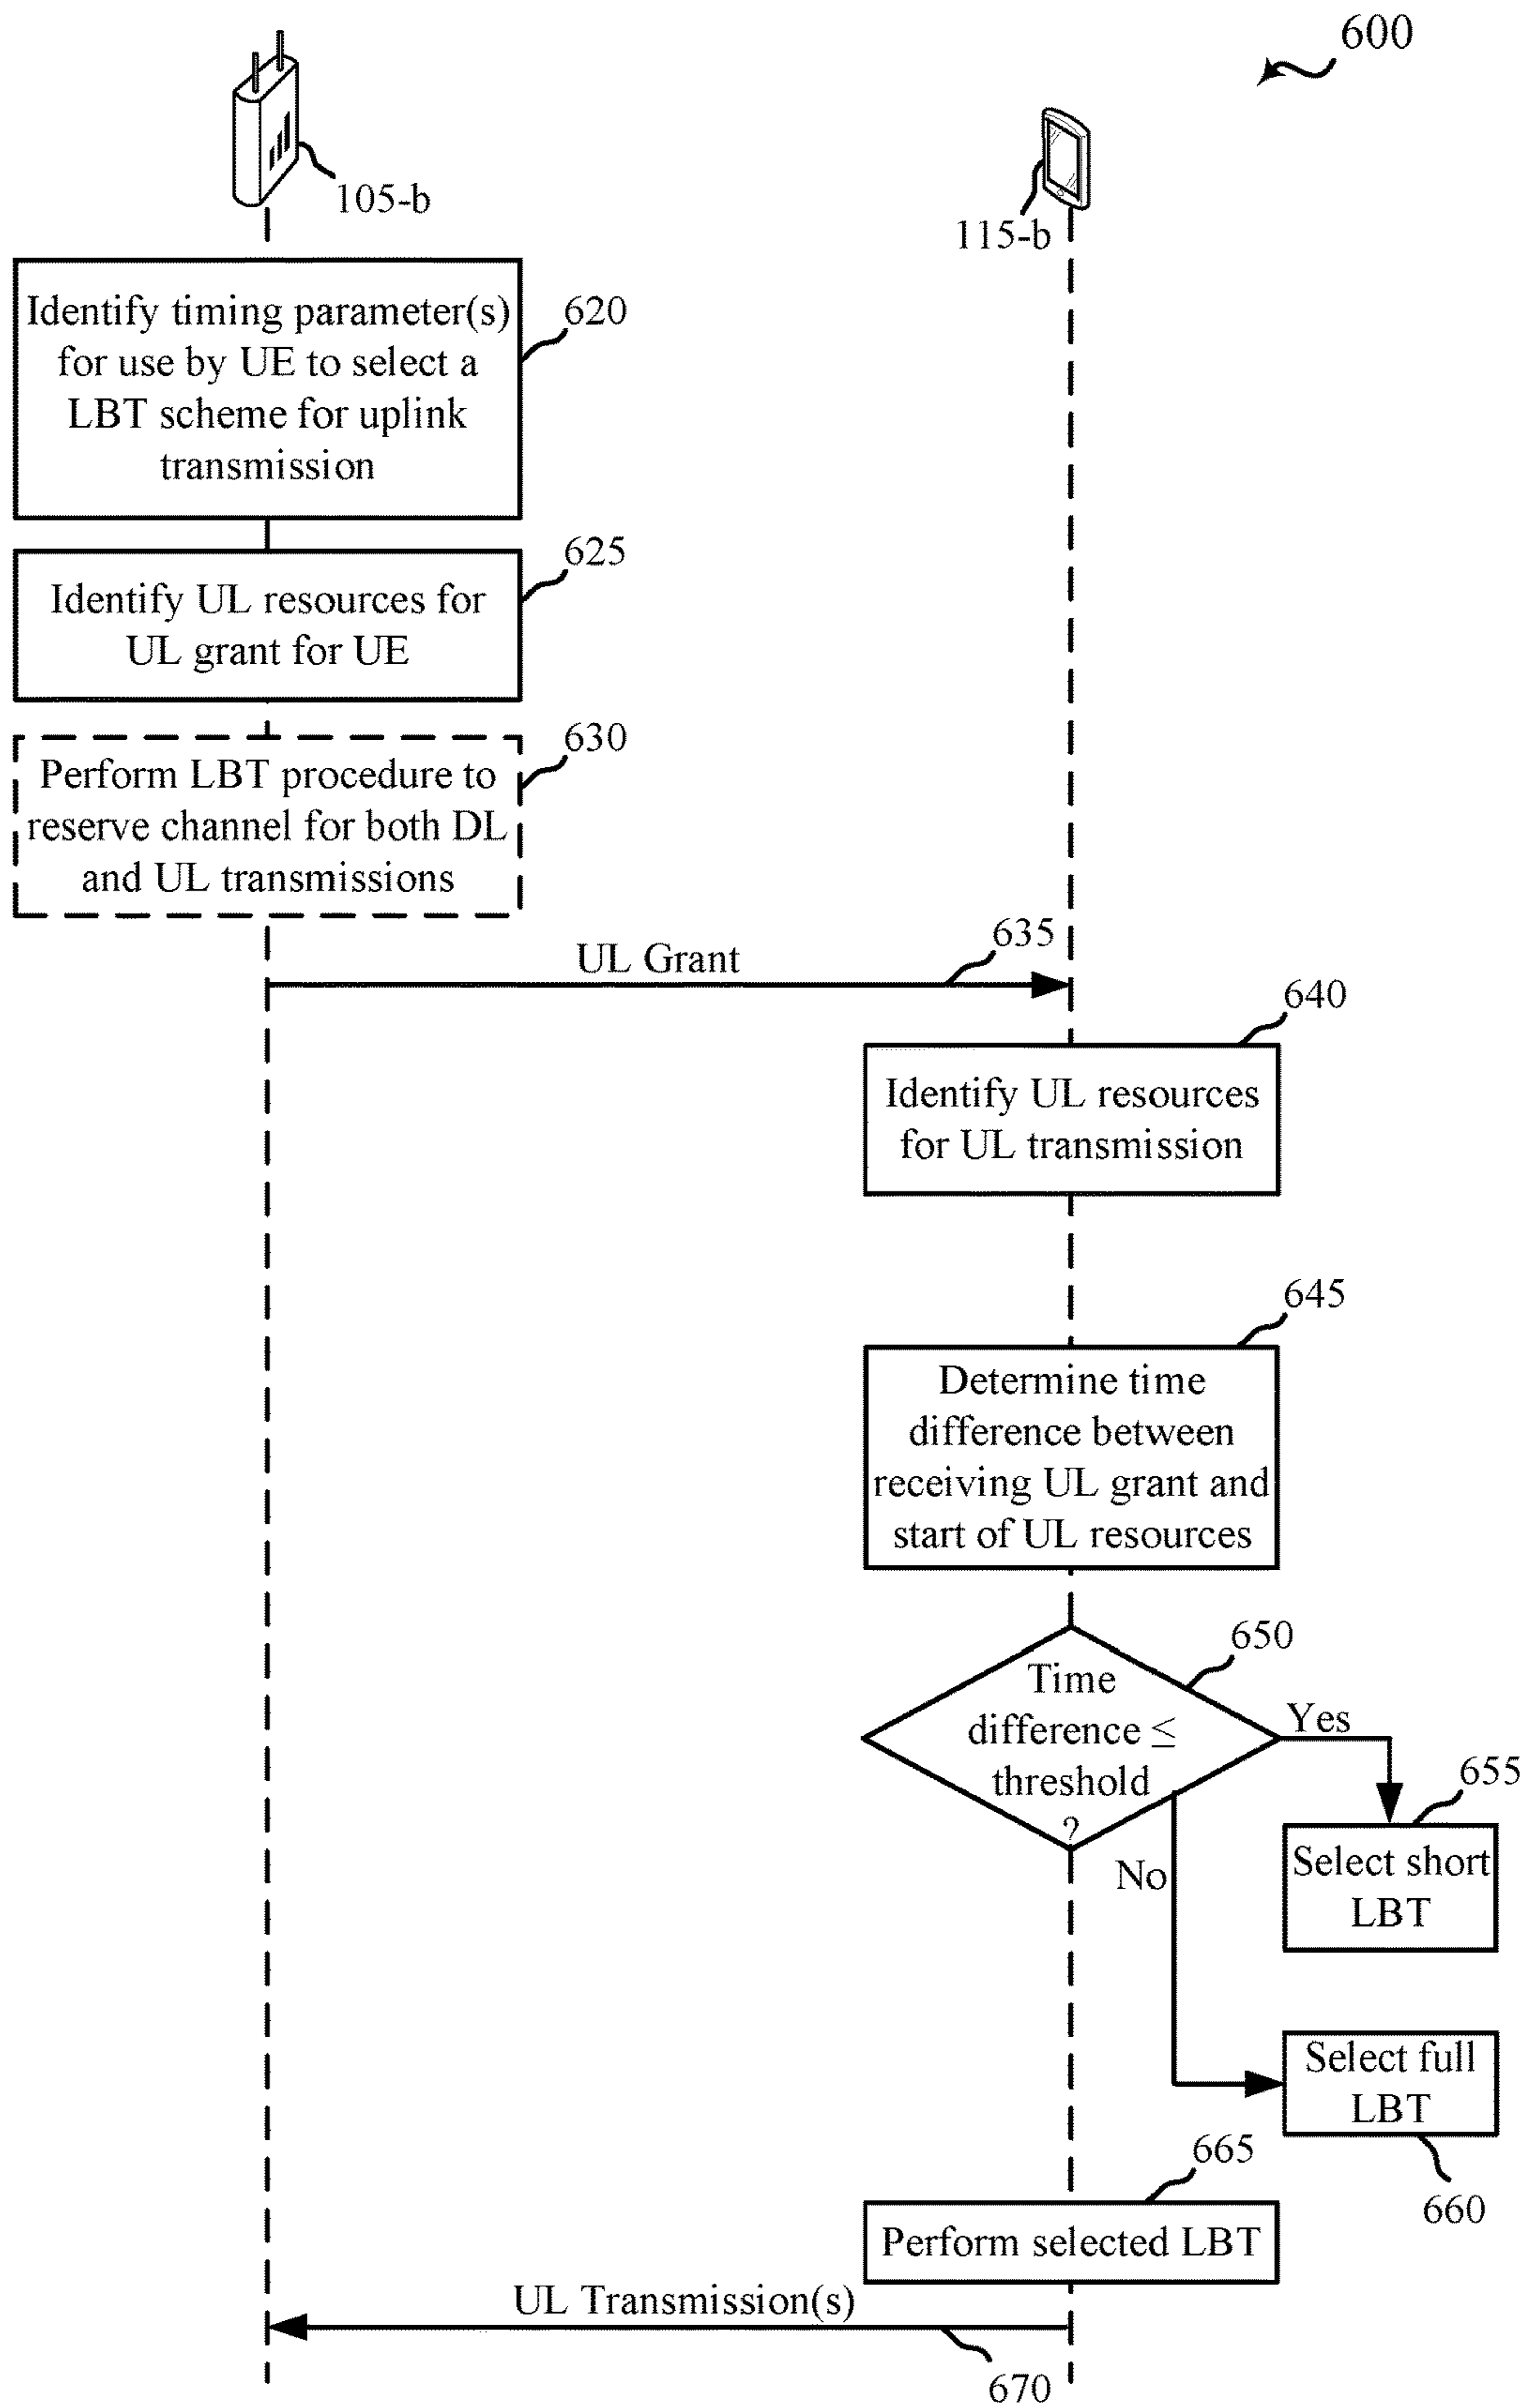 600
105-b
115-b
Identify timing parameter(s)
for use by UE to select a
LBT scheme for uplink
transmission
620
Identify UL resources for
UL grant for UE
625
Perform LBT procedure to
reserve channel for both DL
and UL transmissions
630
UL Grant
635
640
Identify UL resources
for UL transmission
645
Determine time
difference between
receiving UL grant and
start of UL resources
650
Time
difference ≤
threshold
?
Yes
No
655
Select short
LBT
Select full
LBT
660
665
Perform selected LBT
UL Transmission(s)
670